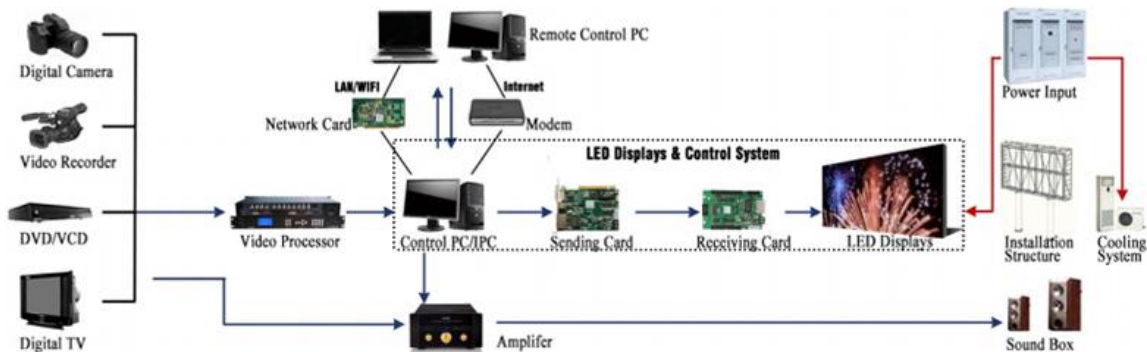 Digital Camera
Video Recorder
DVD/VCD
Digital TV
Video Processor
Remote Control PC
LAN/WIFI
Internet
Network Card
Modem
LED Displays & Control System
Control PC/IPC
Sending Card
Receiving Card
LED Displays
Amplifer
Power Input
Installation
Structure
Cooling
System
Sound Box